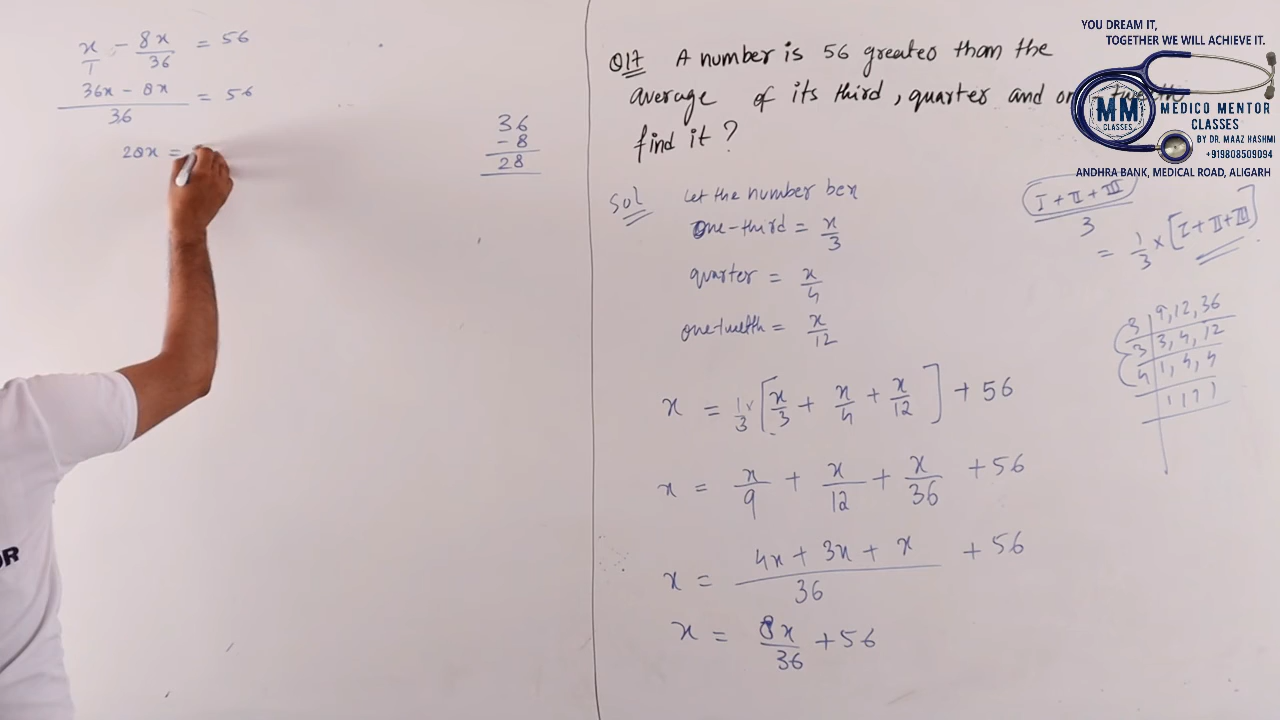 x/1 - 8x/36 = 56
36x - 8x/36 = 56
28x =
36
- 8
28
YOU DREAM IT,
TOGETHER WE WILL ACHIEVE IT.
MM
MEDICO MENTOR
CLASSES
BY DR. MAAZ HASHMI
+919808509094
ANDHRA BANK, MEDICAL ROAD, ALIGARH
Q17 A number is 56 greater than the
average of its third, quarter and
find it?
Sol Let the number be x
One-third = x/3
quarter = x/4
one-twelth = x/12
x = 1/3 × [x/3 + x/4 + x/12] + 56
x = x/9 + x/12 + x/36 + 56
x = 4x + 3x + x/36 + 56
x = 8x/36 + 56
I + II + III/3
= 1/3 × [I + II + III]
3 | 9, 12, 36
3 | 3, 4, 12
4 | 1, 4, 4
1, 1, 1
OR